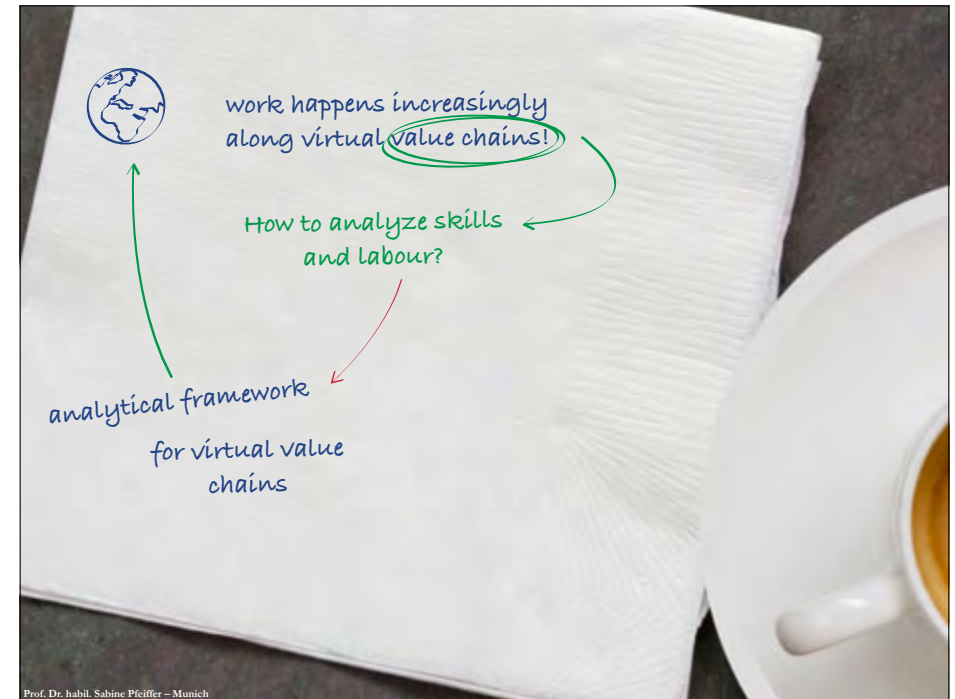 work happens increasingly
along virtual value chains!
How to analyze skills
and labour?
analytical framework
for virtual value
chains
Prof. Dr. habil. Sabine Pfeiffer – Munich